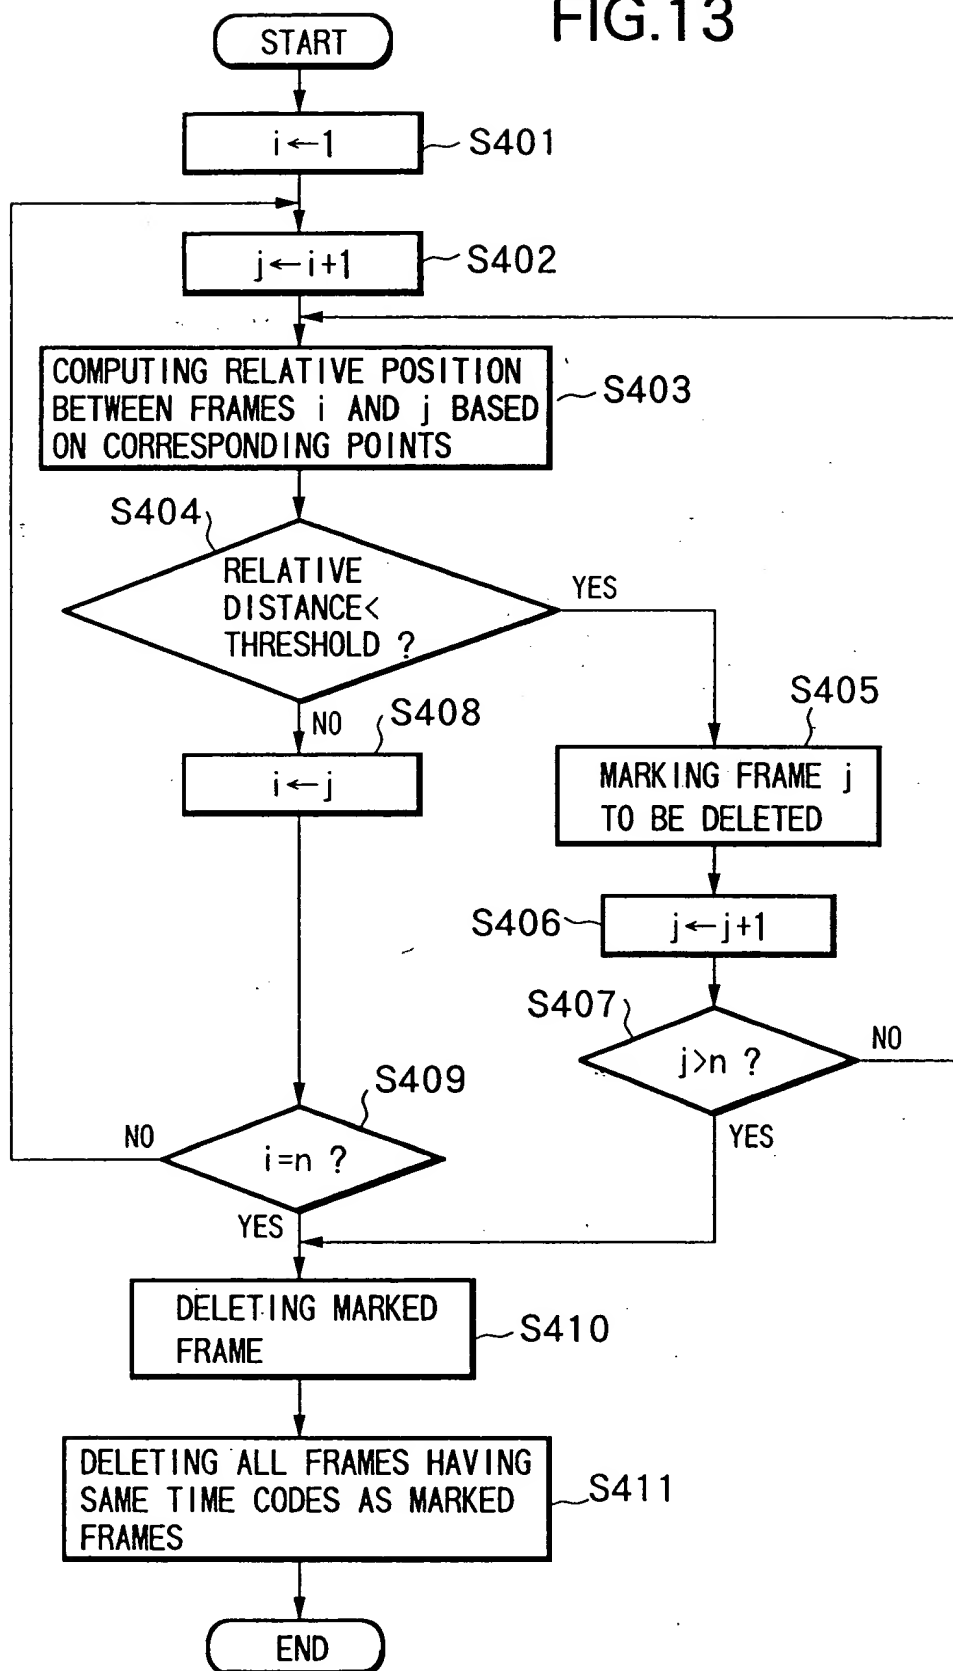 FIG.13
START
i←1
S401
j←i+1
S402
COMPUTING RELATIVE POSITION
BETWEEN FRAMES i AND j BASED
ON CORRESPONDING POINTS
S403
S404
RELATIVE
DISTANCE<
THRESHOLD ?
YES
NO
S408
i←j
S405
MARKING FRAME j
TO BE DELETED
S406
j←j+1
S407
j>n ?
NO
YES
S409
NO
i=n ?
YES
DELETING MARKED
FRAME
S410
DELETING ALL FRAMES HAVING
SAME TIME CODES AS MARKED
FRAMES
S411
END